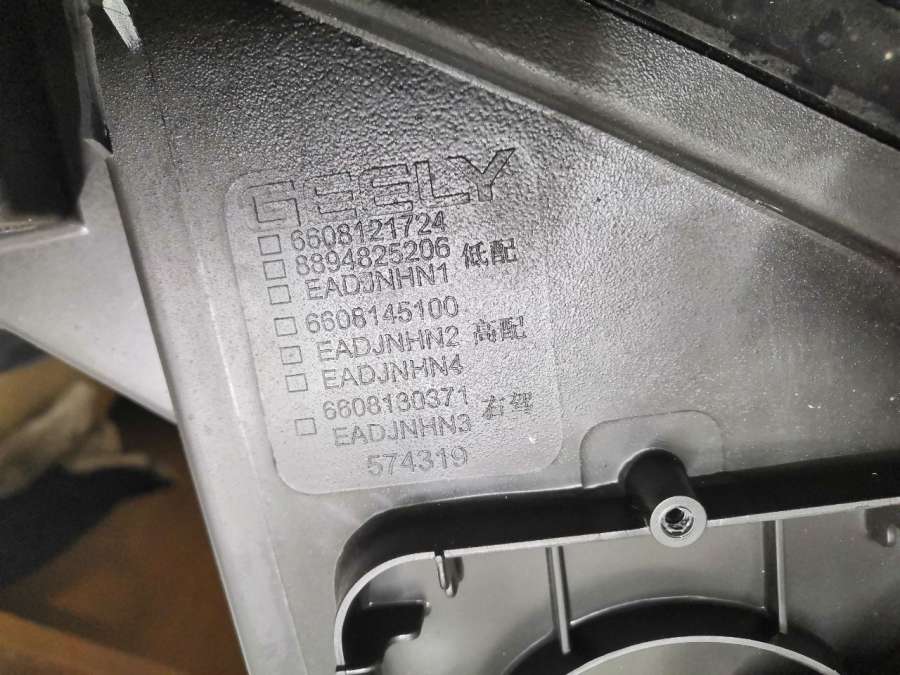 GEELY
□ 6608121724
□ 8894825206 低配
□ EADJNHN1
□ 6608145100
□ EADJNHN2 高配
□ EADJNHN4
□ 6608130371 右驾
EADJNHN3
574319